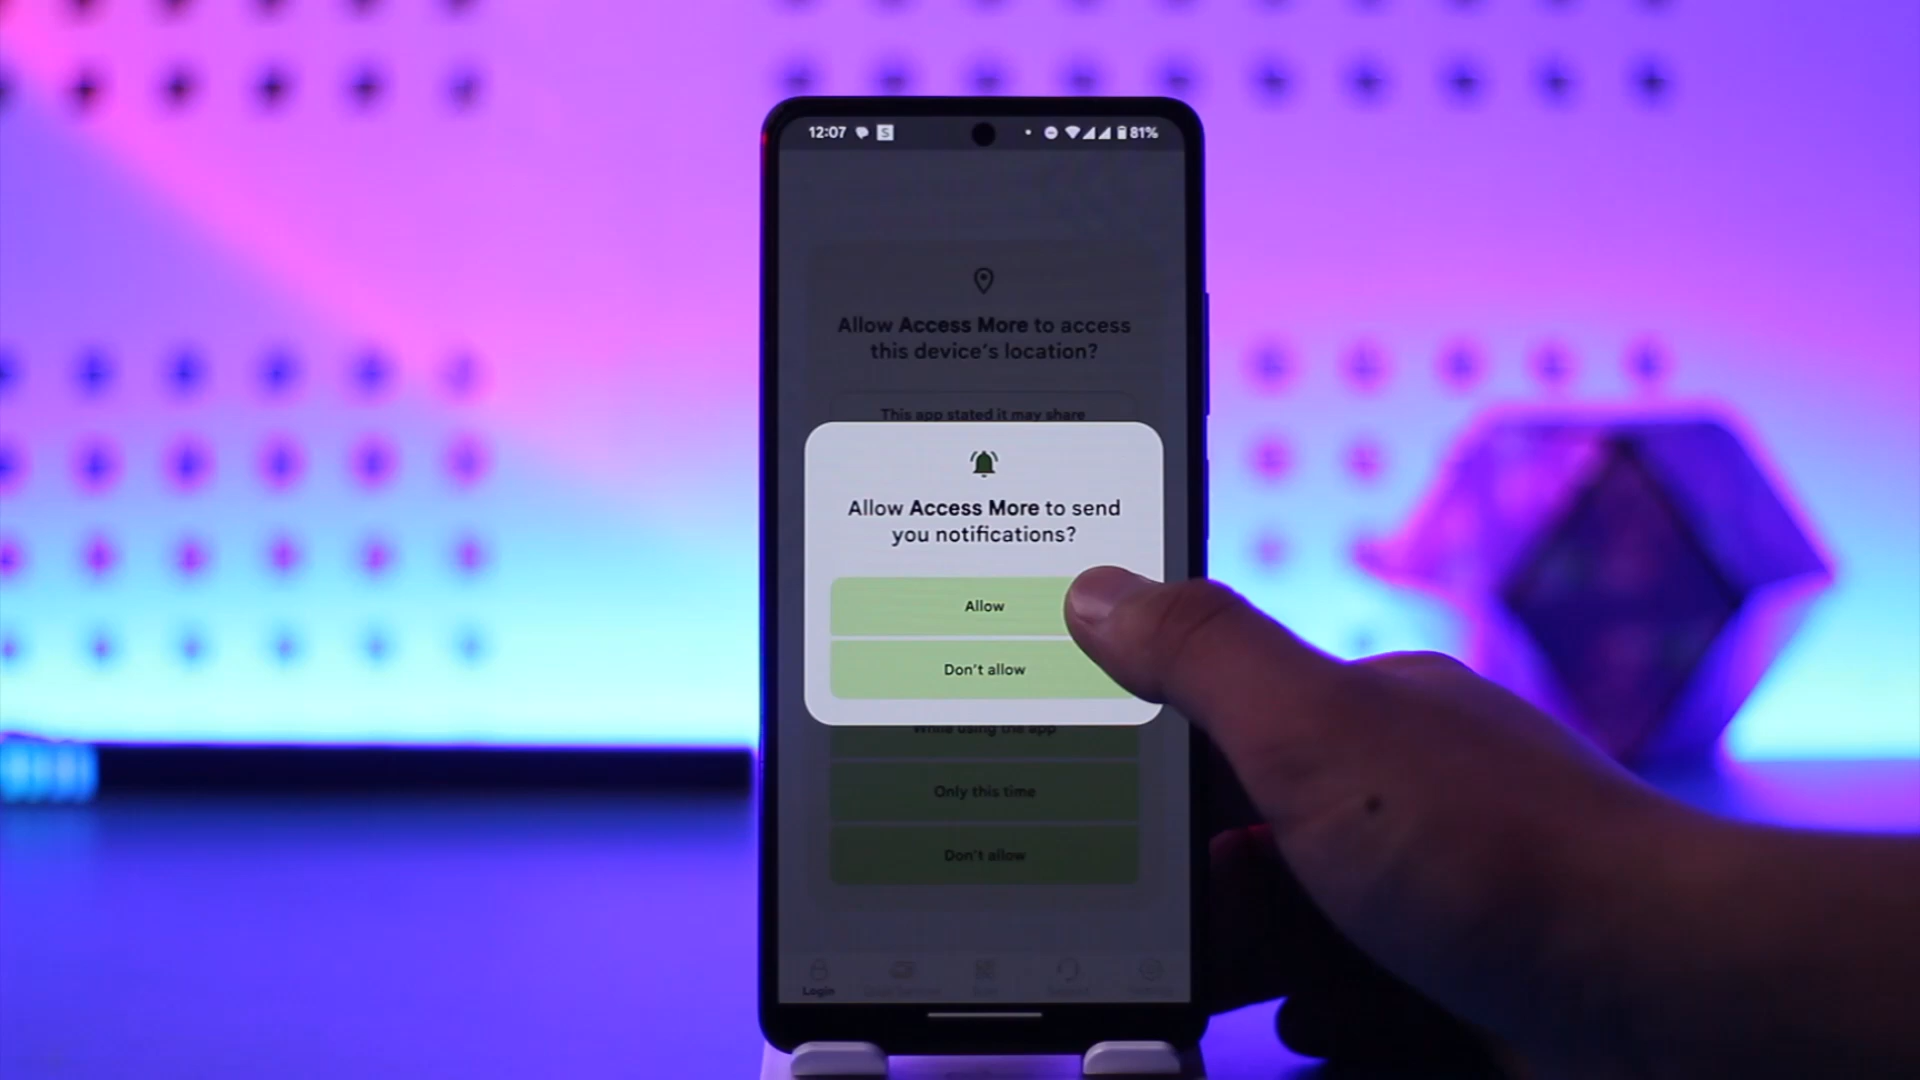 12:07 S 81%
Allow Access More to access
this device's location?
This app stated it may share
Allow Access More to send
you notifications?
Allow
Don't allow
While using the app
Only this time
Don't allow
Login